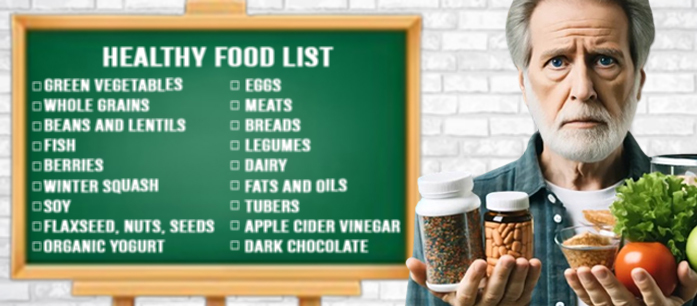 HEALTHY FOOD LIST
GREEN VEGETABLES
WHOLE GRAINS
BEANS AND LENTILS
FISH
BERRIES
WINTER SQUASH
SOY
FLAXSEED, NUTS, SEEDS
ORGANIC YOGURT
EGGS
MEATS
BREADS
LEGUMES
DAIRY
FATS AND OILS
TUBERS
APPLE CIDER VINEGAR
DARK CHOCOLATE